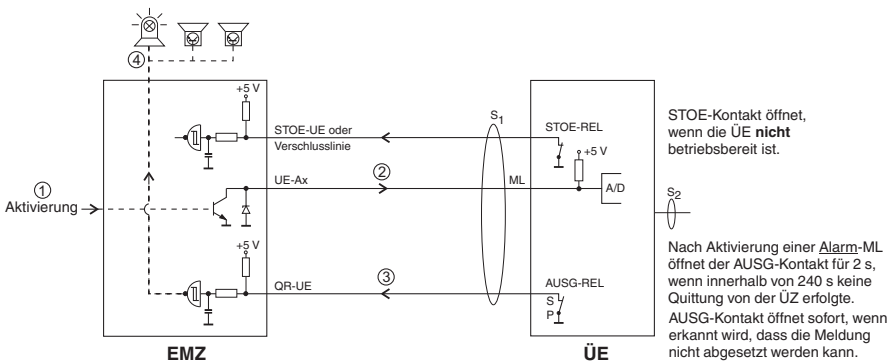 ④
+5 V
STOE-UE oder
Verschlusslinie
S1
STOE-REL
+5 V
STOE-Kontakt öffnet,
wenn die ÜE nicht
betriebsbereit ist.
①
Aktivierung
UE-Ax
②
ML
A/D
S2
+5 V
QR-UE
③
AUSG-REL
S
P
Nach Aktivierung einer Alarm-ML
öffnet der AUSG-Kontakt für 2 s,
wenn innerhalb von 240 s keine
Quittung von der ÜZ erfolgte.
AUSG-Kontakt öffnet sofort, wenn
erkannt wird, dass die Meldung
nicht abgesetzt werden kann.
EMZ
ÜE